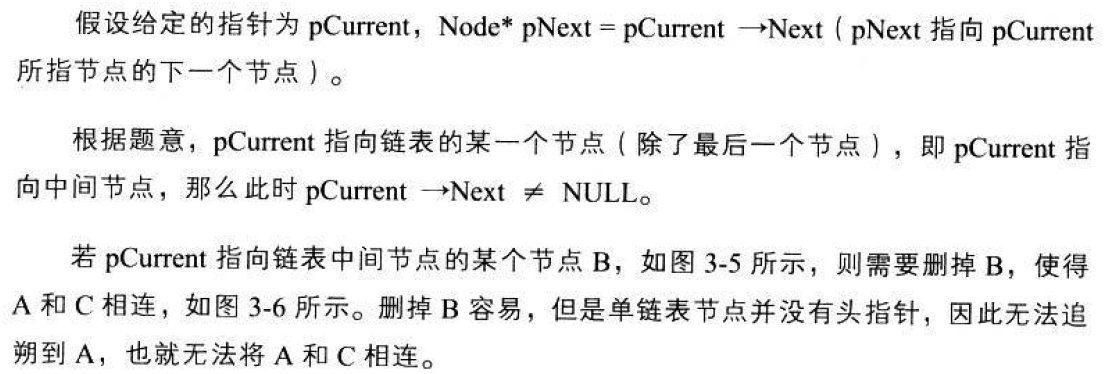 假设给定的指针为 pCurrent，Node* pNext = pCurrent →Next（pNext 指向 pCurrent
所指节点的下一个节点）。
根据题意，pCurrent 指向链表的某一个节点（除了最后一个节点），即 pCurrent 指
向中间节点，那么此时 pCurrent →Next ≠ NULL。
若 pCurrent 指向链表中间节点的某个节点 B，如图 3-5 所示，则需要删掉 B，使得
A 和 C 相连，如图 3-6 所示。删掉 B 容易，但是单链表节点并没有头指针，因此无法追
朔到 A，也就无法将 A 和 C 相连。